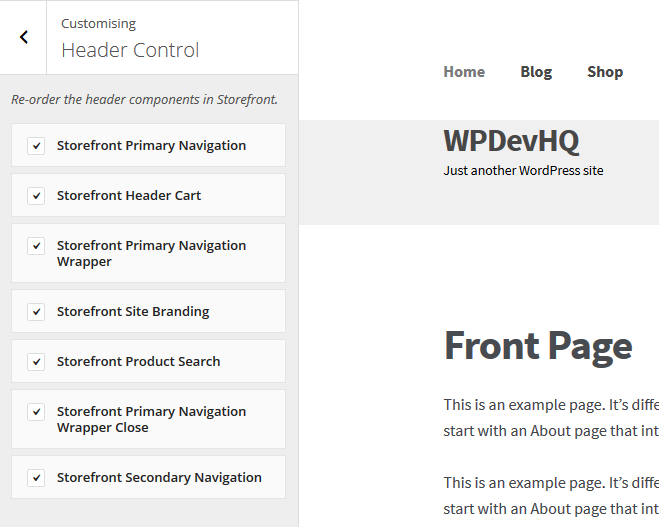 Customising
Header Control
Re-order the header components in Storefront.
Storefront Primary Navigation
Storefront Header Cart
Storefront Primary Navigation
Wrapper
Storefront Site Branding
Storefront Product Search
Storefront Primary Navigation
Wrapper Close
Storefront Secondary Navigation
Home Blog Shop
WPDevHQ
Just another WordPress site
Front Page
This is an example page. It’s diffe
start with an About page that int
This is an example page. It’s diffe
start with an About page that int